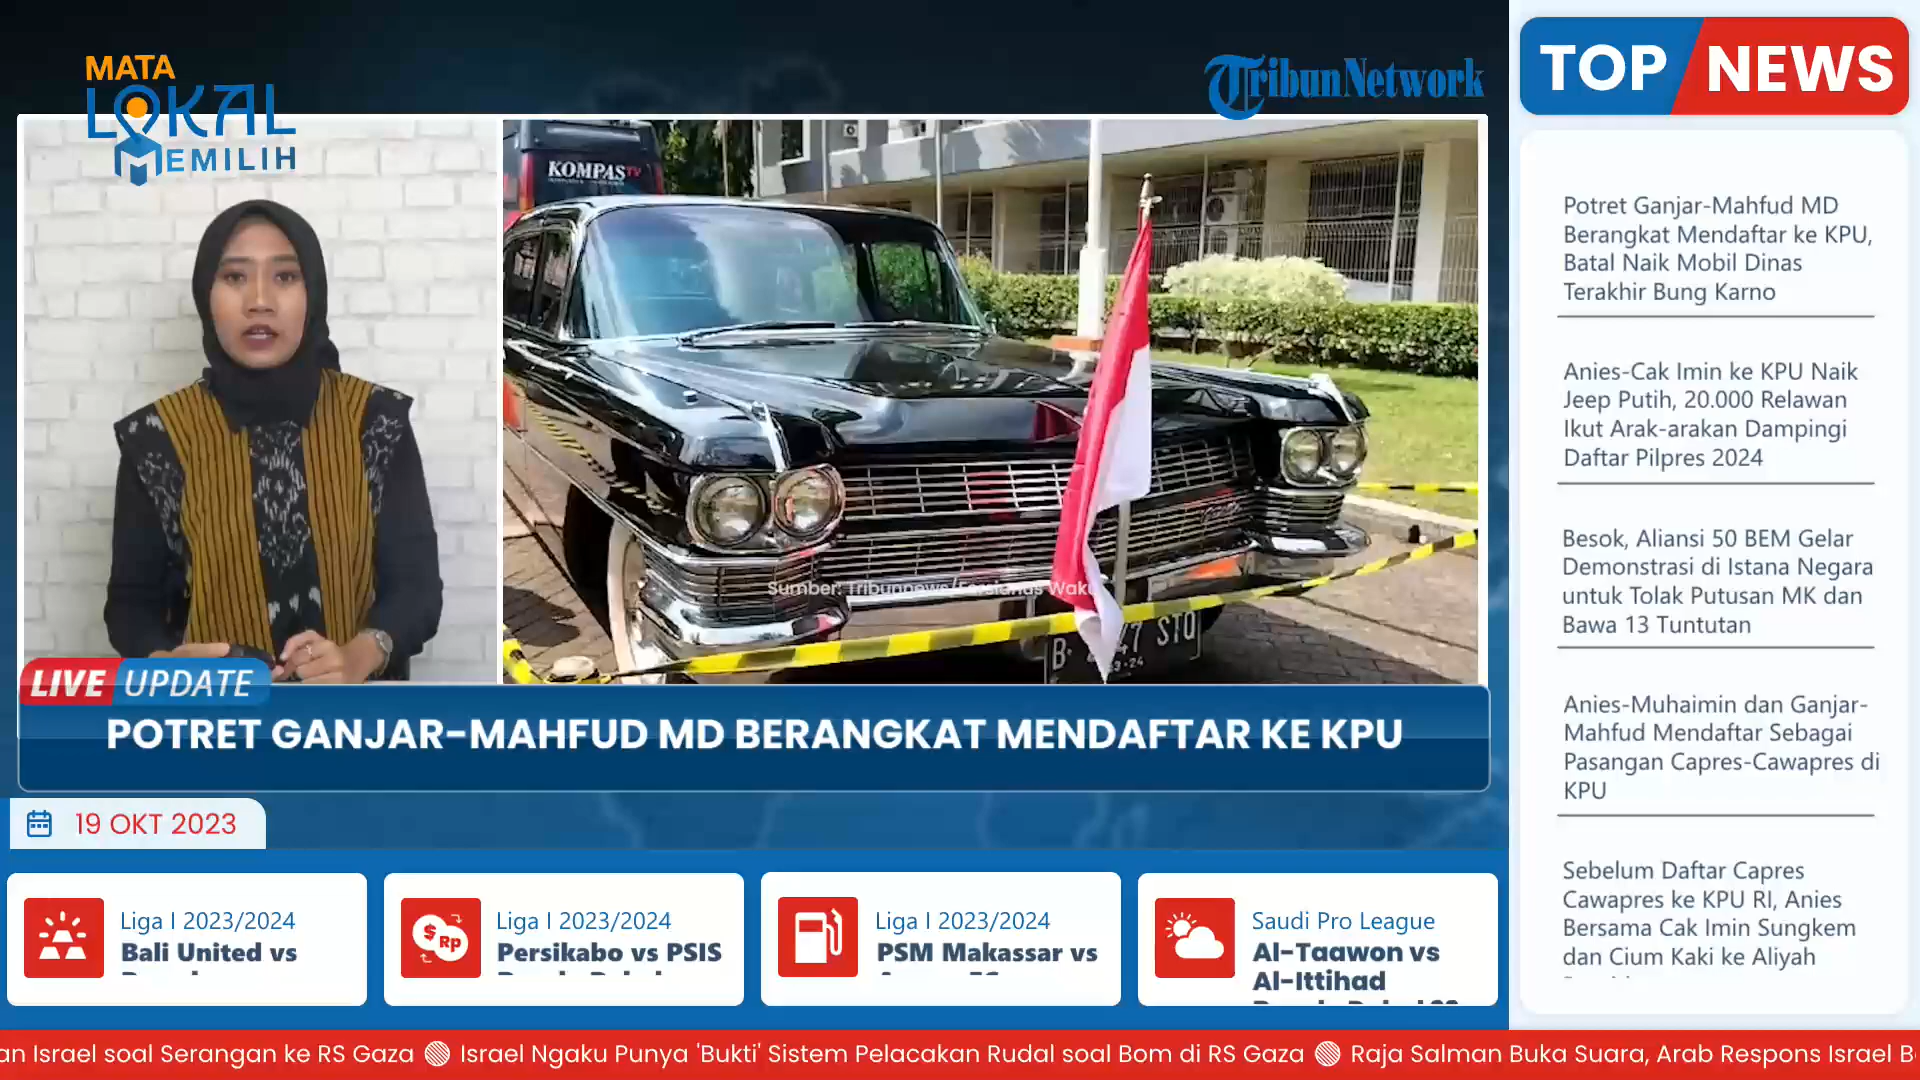 MATA
LOKAL
MEMILIH
TribunNetwork
TOP NEWS
KOMPAS TV
Sumber: Tribunnews/Fersianus Waku
STQ
LIVE UPDATE
POTRET GANJAR-MAHFUD MD BERANGKAT MENDAFTAR KE KPU
19 OKT 2023
Potret Ganjar-Mahfud MD
Berangkat Mendaftar ke KPU,
Batal Naik Mobil Dinas
Terakhir Bung Karno
Anies-Cak Imin ke KPU Naik
Jeep Putih, 20.000 Relawan
Ikut Arak-arakan Dampingi
Daftar Pilpres 2024
Besok, Aliansi 50 BEM Gelar
Demonstrasi di Istana Negara
untuk Tolak Putusan MK dan
Bawa 13 Tuntutan
Anies-Muhaimin dan Ganjar-
Mahfud Mendaftar Sebagai
Pasangan Capres-Cawapres di
KPU
Sebelum Daftar Capres
Cawapres ke KPU RI, Anies
Bersama Cak Imin Sungkem
dan Cium Kaki ke Aliyah
Liga I 2023/2024
Bali United vs
Liga I 2023/2024
Persikabo vs PSIS
Liga I 2023/2024
PSM Makassar vs
Saudi Pro League
Al-Taawon vs
Al-Ittihad
an Israel soal Serangan ke RS Gaza Israel Ngaku Punya 'Bukti' Sistem Pelacakan Rudal soal Bom di RS Gaza Raja Salman Buka Suara, Arab Respons Israel B